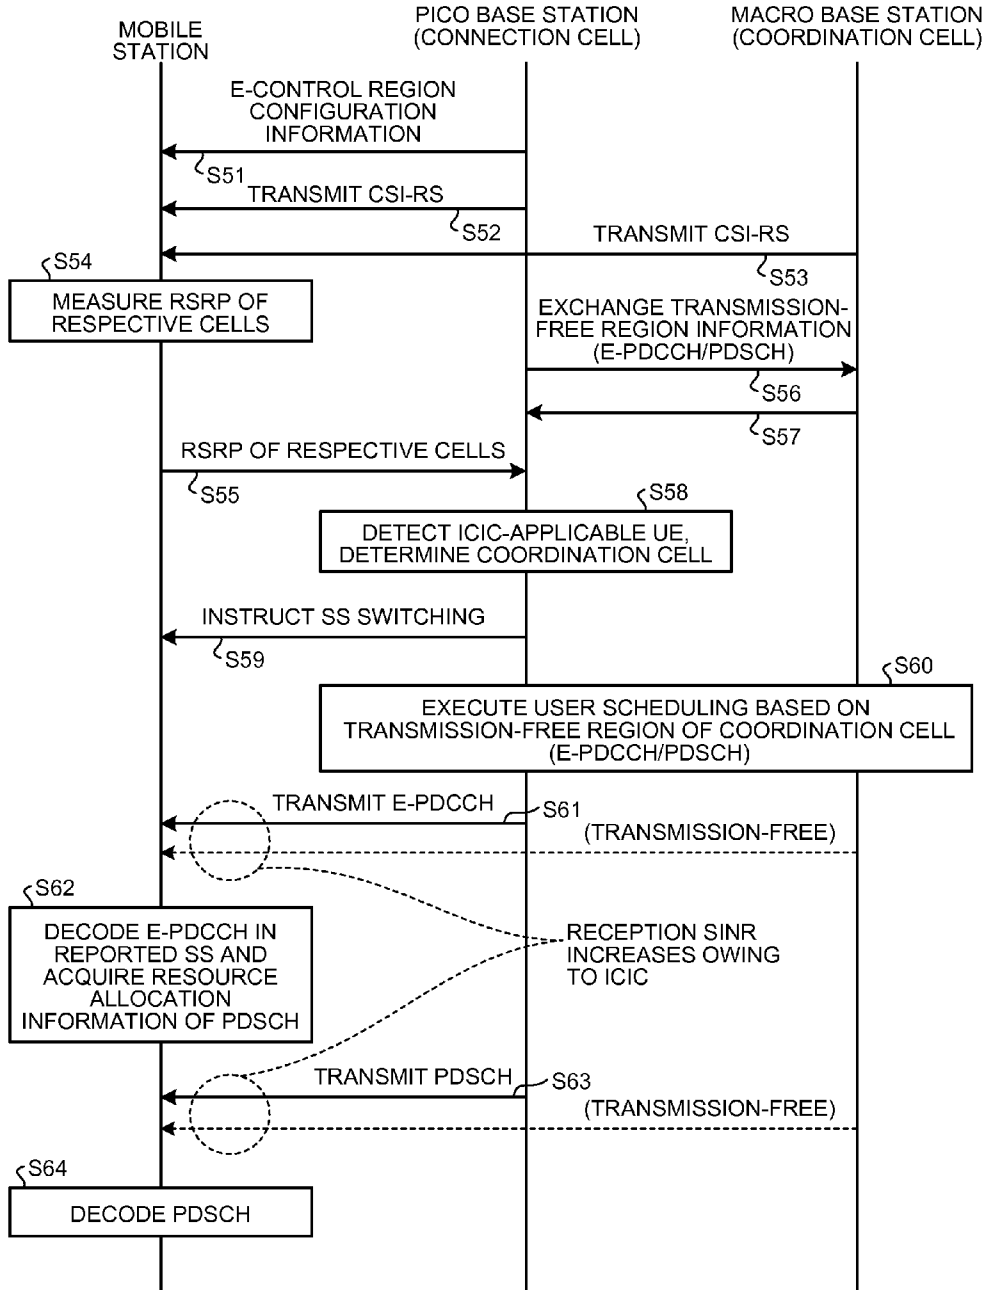 MOBILE
STATION
PICO BASE STATION
(CONNECTION CELL)
MACRO BASE STATION
(COORDINATION CELL)
E-CONTROL REGION
CONFIGURATION
INFORMATION
S51
TRANSMIT CSI-RS
S52
TRANSMIT CSI-RS
S53
S54
MEASURE RSRP OF
RESPECTIVE CELLS
EXCHANGE TRANSMISSION-
FREE REGION INFORMATION
(E-PDCCH/PDSCH)
S56
S57
RSRP OF RESPECTIVE CELLS
S55
S58
DETECT ICIC-APPLICABLE UE,
DETERMINE COORDINATION CELL
INSTRUCT SS SWITCHING
S59
S60
EXECUTE USER SCHEDULING BASED ON
TRANSMISSION-FREE REGION OF COORDINATION CELL
(E-PDCCH/PDSCH)
TRANSMIT E-PDCCH
S61
(TRANSMISSION-FREE)
S62
DECODE E-PDCCH IN
REPORTED SS AND
ACQUIRE RESOURCE
ALLOCATION
INFORMATION OF PDSCH
RECEPTION SINR
INCREASES OWING
TO ICIC
TRANSMIT PDSCH
S63
(TRANSMISSION-FREE)
S64
DECODE PDSCH